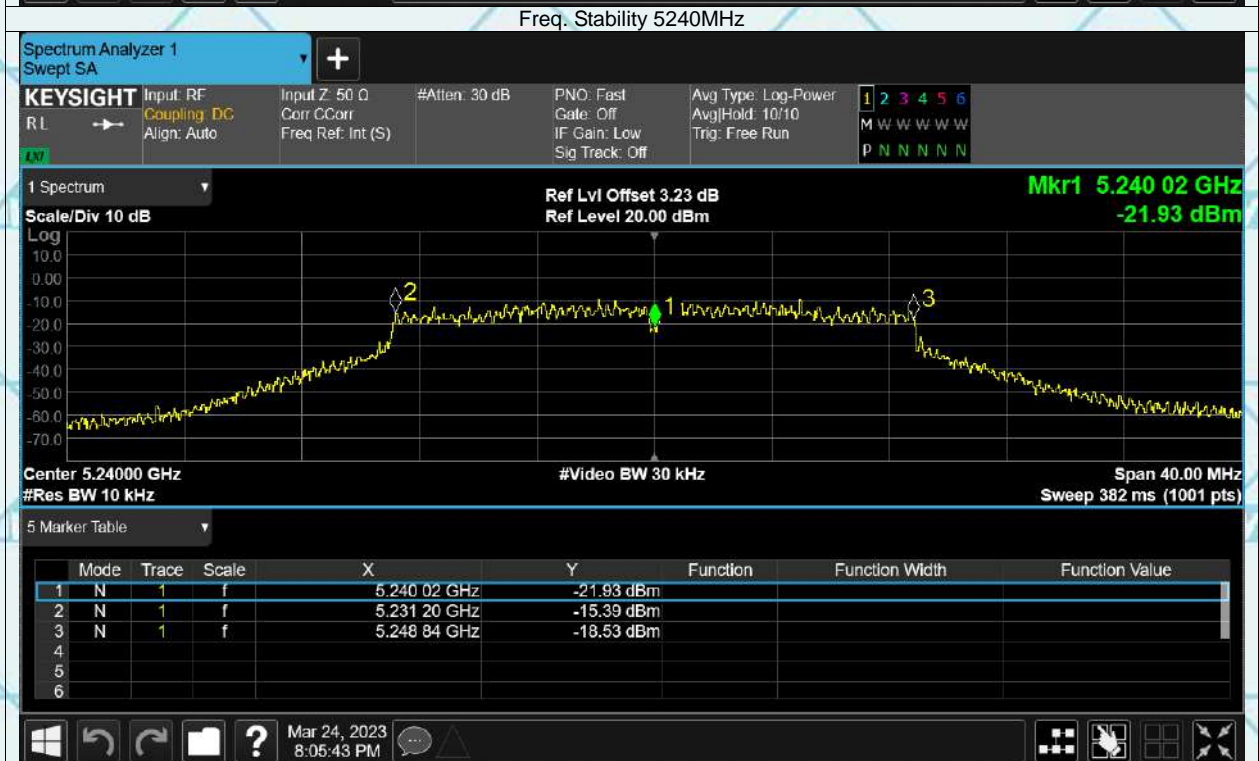 Freq. Stability 5240MHz
Spectrum Analyzer 1
Swept SA
+
KEYSIGHT Input: RF Input Z: 50 Ω #Atten: 30 dB PNO: Fast Avg Type: Log-Power 1 2 3 4 5 6
RL Coupling: DC Corr CCorr Gate: Off Avg|Hold: 10/10 M W W W W W
Align: Auto Freq Ref: Int (S) IF Gain: Low Trig: Free Run
LXI Sig Track: Off P N N N N N
1 Spectrum Ref Lvl Offset 3.23 dB Mkr1 5.240 02 GHz
Scale/Div 10 dB Ref Level 20.00 dBm -21.93 dBm
Log
10.0
0.00
-10.0
-20.0
-30.0
-40.0
-50.0
-60.0
-70.0
2 1 3
Center 5.24000 GHz #Video BW 30 kHz Span 40.00 MHz
#Res BW 10 kHz Sweep 382 ms (1001 pts)
5 Marker Table
Mode Trace Scale X Y Function Function Width Function Value
1 N 1 f 5.240 02 GHz -21.93 dBm
2 N 1 f 5.231 20 GHz -15.39 dBm
3 N 1 f 5.248 84 GHz -18.53 dBm
4
5
6
? Mar 24, 2023
8:05:43 PM